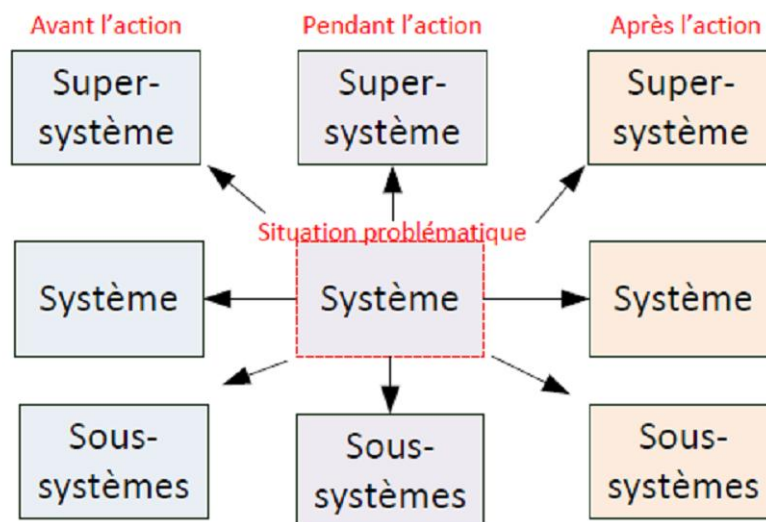 Avant l'action
Pendant l'action
Après l'action
Super-
système
Super-
système
Super-
système
Situation problématique
Système
Système
Système
Sous-
systèmes
Sous-
systèmes
Sous-
systèmes